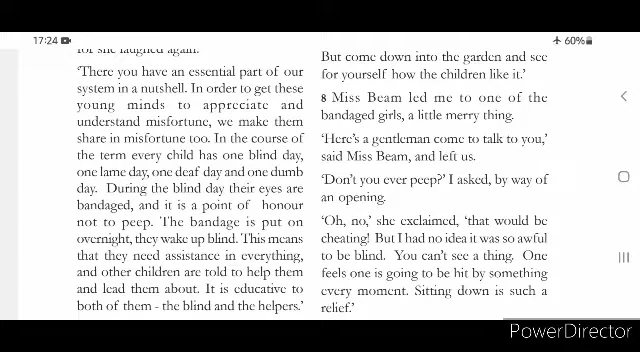 17:24
60%
for she laughed again.
'There you have an essential part of our
system in a nutshell. In order to get these
young minds to appreciate and
understand misfortune, we make them
share in misfortune too. In the course of
the term every child has one blind day,
one lame day, one deaf day and one dumb
day. During the blind day their eyes are
bandaged, and it is a point of honour
not to peep. The bandage is put on
overnight, they wake up blind. This means
that they need assistance in everything,
and other children are told to help them
and lead them about. It is educative to
both of them - the blind and the helpers.'
But come down into the garden and see
for yourself how the children like it.'
8 Miss Beam led me to one of the
bandaged girls, a little merry thing.
'Here's a gentleman come to talk to you,'
said Miss Beam, and left us.
'Don't you ever peep?' I asked, by way of
an opening.
'Oh, no,' she exclaimed, 'that would be
cheating! But I had no idea it was so awful
to be blind. You can't see a thing. One
feels one is going to be hit by something
every moment. Sitting down is such a
relief.'
PowerDirector